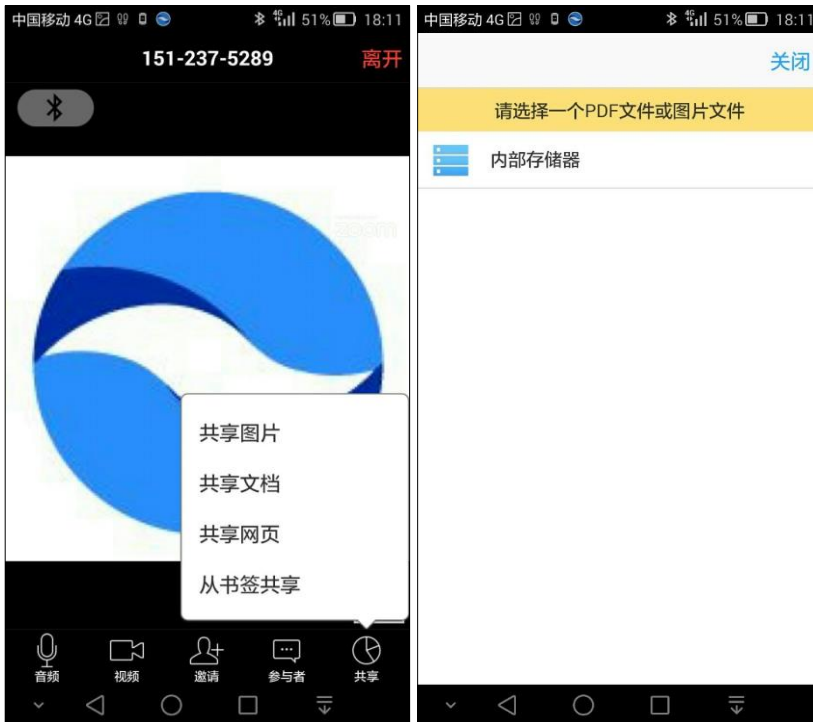 中国移动 4G 4G 51% 18:11
151-237-5289 离开
zoom
共享图片
共享文档
共享网页
从书签共享
音频 视频 邀请 参与者 共享
中国移动 4G 4G 51% 18:11
关闭
请选择一个PDF文件或图片文件
内部存储器